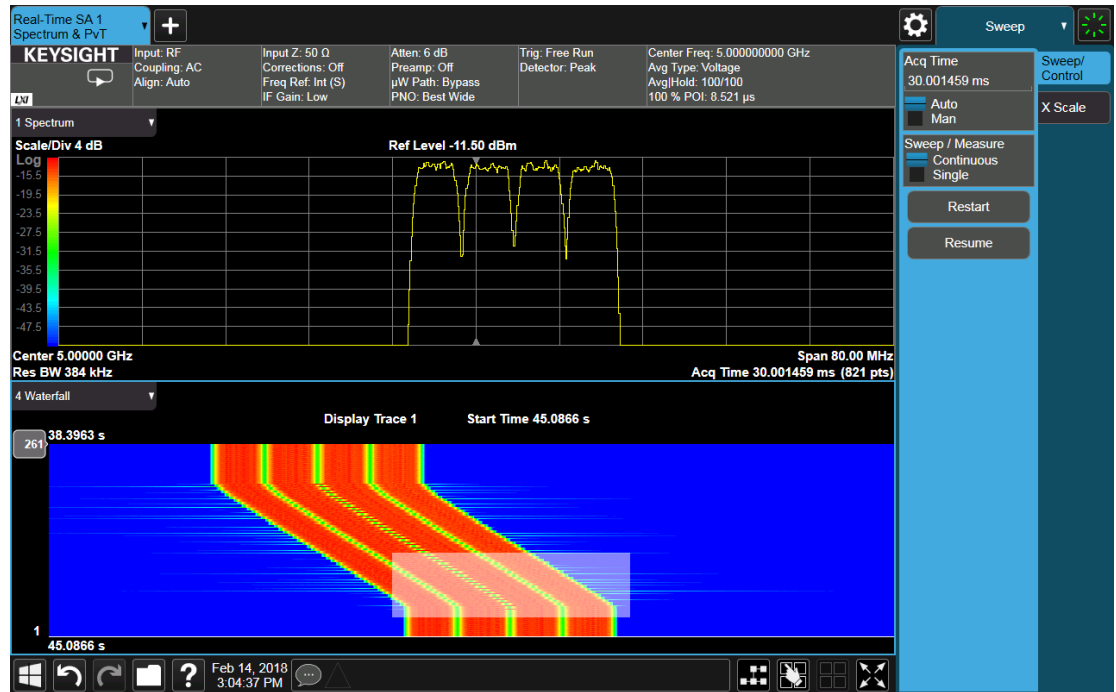 Real-Time SA 1
Spectrum & PvT
+
Sweep
KEYSIGHT
LXI
Input: RF
Coupling: AC
Align: Auto
Input Z: 50 Ω
Corrections: Off
Freq Ref: Int (S)
IF Gain: Low
Atten: 6 dB
Preamp: Off
µW Path: Bypass
PNO: Best Wide
Trig: Free Run
Detector: Peak
Center Freq: 5.000000000 GHz
Avg Type: Voltage
Avg|Hold: 100/100
100 % POI: 8.521 µs
Acq Time
30.001459 ms
Auto
Man
Sweep / Measure
Continuous
Single
Restart
Resume
Sweep/
Control
X Scale
1 Spectrum
Scale/Div 4 dB
Ref Level -11.50 dBm
Log
-15.5
-19.5
-23.5
-27.5
-31.5
-35.5
-39.5
-43.5
-47.5
Center 5.00000 GHz
Span 80.00 MHz
Res BW 384 kHz
Acq Time 30.001459 ms (821 pts)
4 Waterfall
Display Trace 1
Start Time 45.0866 s
261
38.3963 s
1
45.0866 s
?
Feb 14, 2018
3:04:37 PM